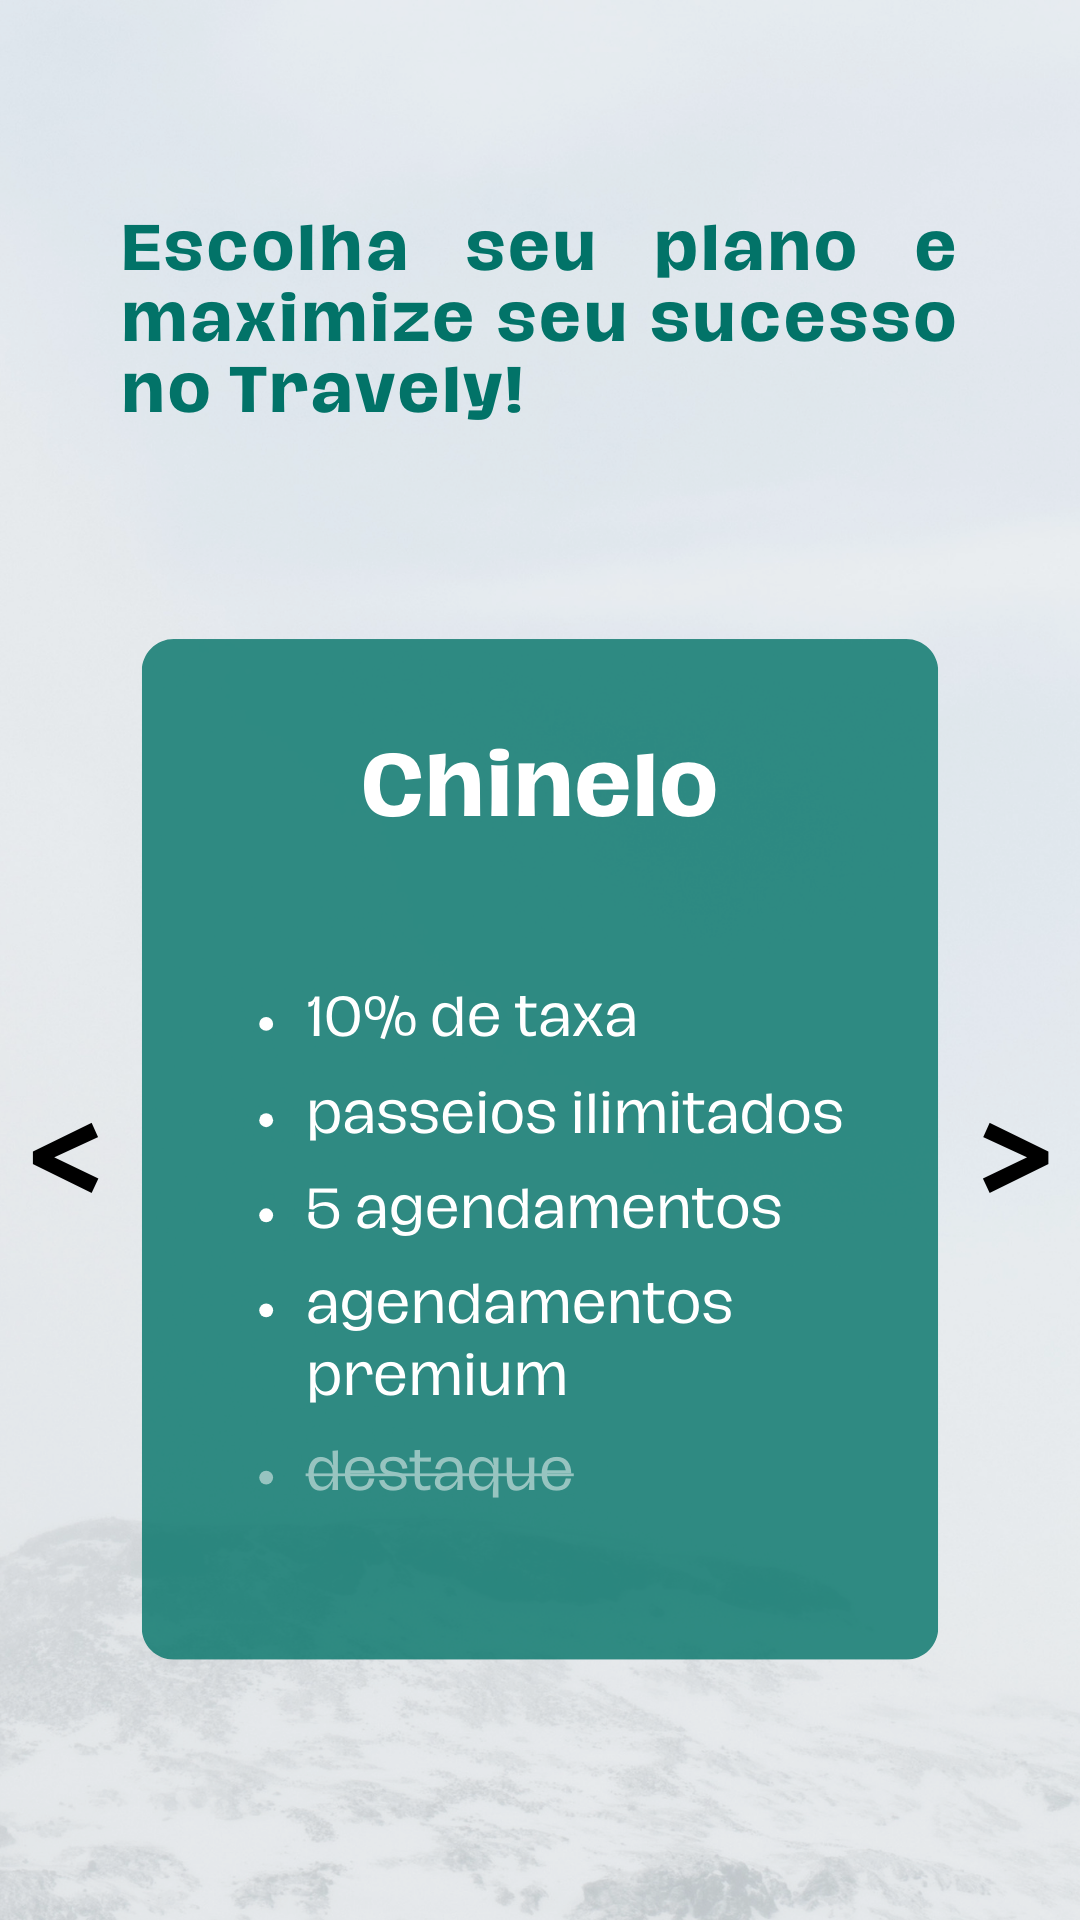 Escolha seu plano e
maximize seu sucesso
no Travely!
Chinelo
• 10% de taxa
• passeios ilimitados
<
>
• 5 agendamentos
• agendamentos
premium
• destaque